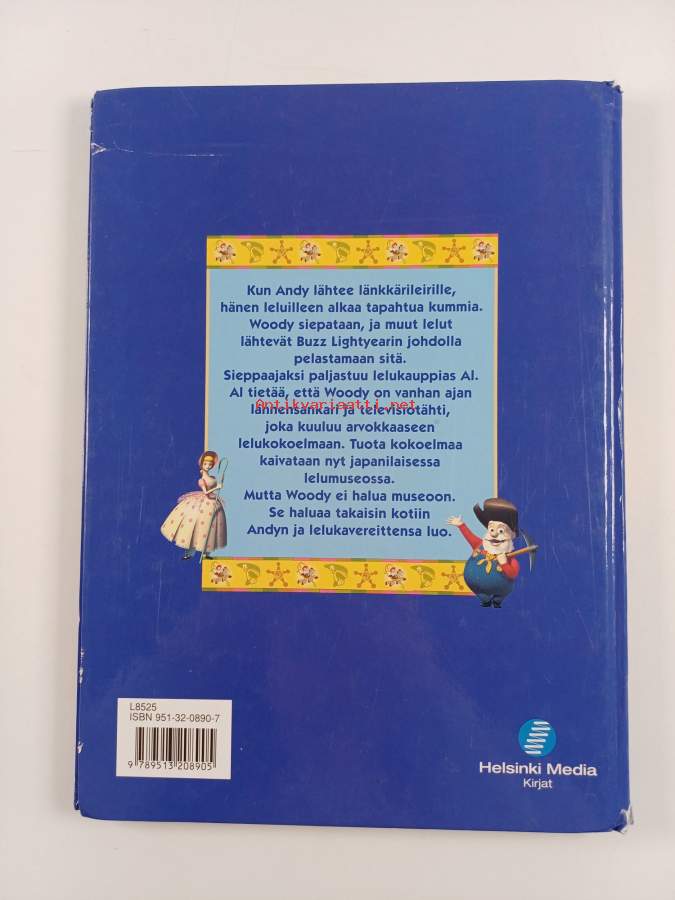 Kun Andy lähtee länkkärileirille,
hänen leluilleen alkaa tapahtua kummia.
Woody siepataan, ja muut lelut
lähtevät Buzz Lightyearin johdolla
pelastamaan sitä.
Sieppaajaksi paljastuu lelukauppias Al.
Al tietää, että Woody on vanhan ajan
Antikvariaatti.net
lännensankari ja televisiotähti,
joka kuuluu arvokkaaseen
lelukokoelmaan. Tuota kokoelmaa
kaivataan nyt japanilaisessa
lelumuseossa.
Mutta Woody ei halua museoon.
Se haluaa takaisin kotiin
Andyn ja lelukavereittensa luo.
L8525
ISBN 951-32-0890-7
9 789513 208905
Helsinki Media
Kirjat